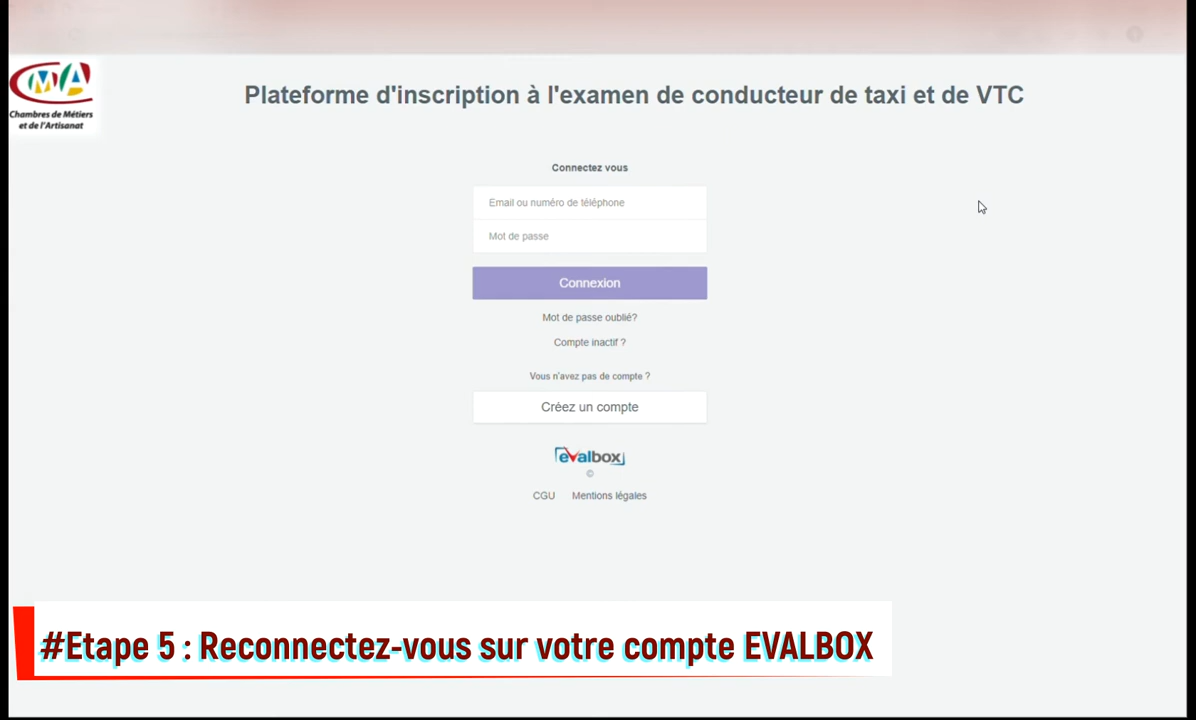 CMA
Chambres de Métiers
et de l'Artisanat
Plateforme d'inscription à l'examen de conducteur de taxi et de VTC
Connectez vous
Email ou numéro de téléphone
Mot de passe
Connexion
Mot de passe oublié?
Compte inactif ?
Vous n'avez pas de compte ?
Créez un compte
evalbox
©
CGU Mentions légales
#Etape 5 : Reconnectez-vous sur votre compte EVALBOX